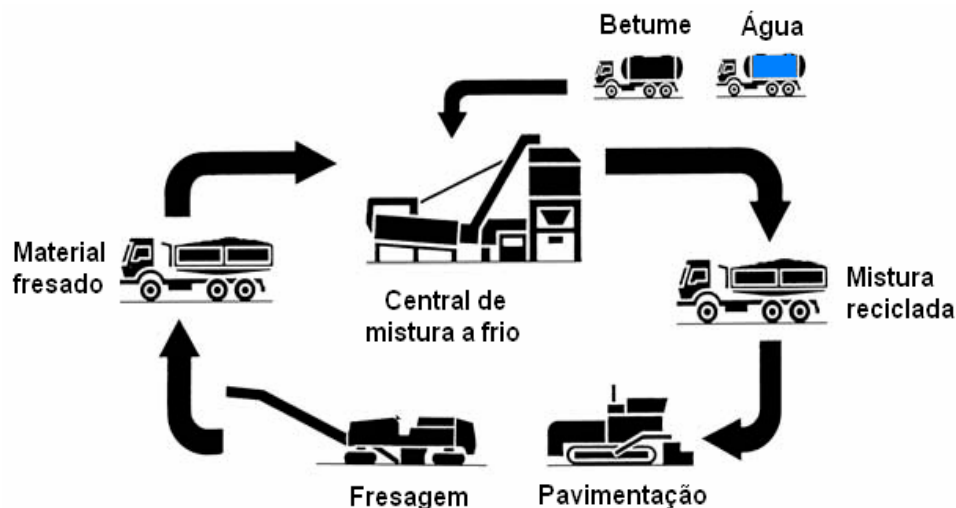 Betume
Água
Material
fresado
Central de
mistura a frio
Mistura
reciclada
Fresagem
Pavimentação